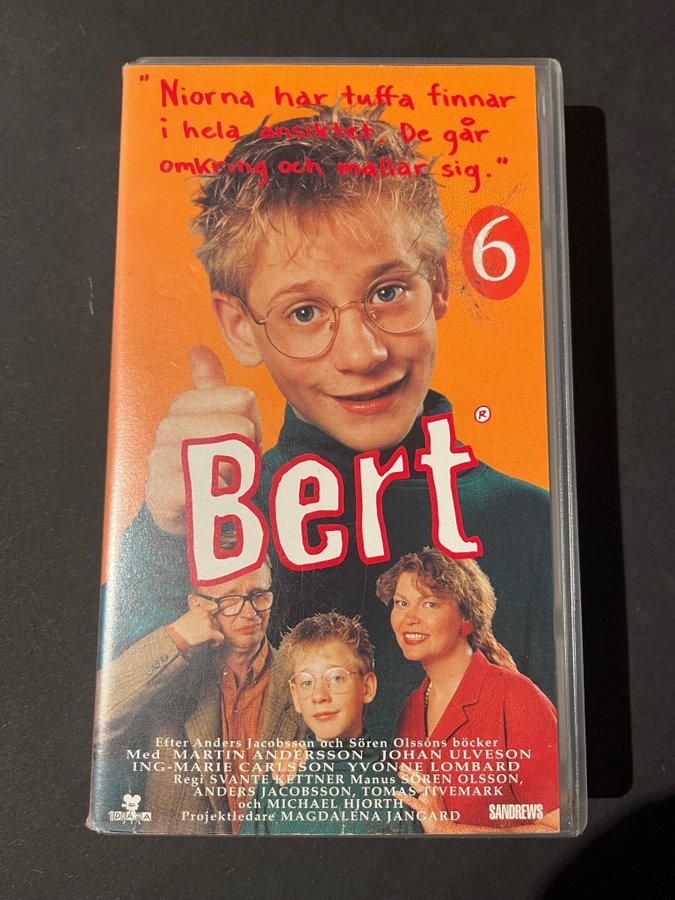 "Niorna har tuffa finnar
i hela ansiktet. De går
omkring och mallar sig."
6
Bert®
Efter Anders Jacobsson och Sören Olssons böcker
Med MARTIN ANDERSSON JOHAN ULVESON
ING-MARIE CARLSSON YVONNE LOMBARD
Regi SVANTE KETTNER Manus SÖREN OLSSON,
ANDERS JACOBSSON, TOMAS TIVEMARK
och MICHAEL HJORTH
Projektledare MAGDALENA JANGARD
SANDREWS